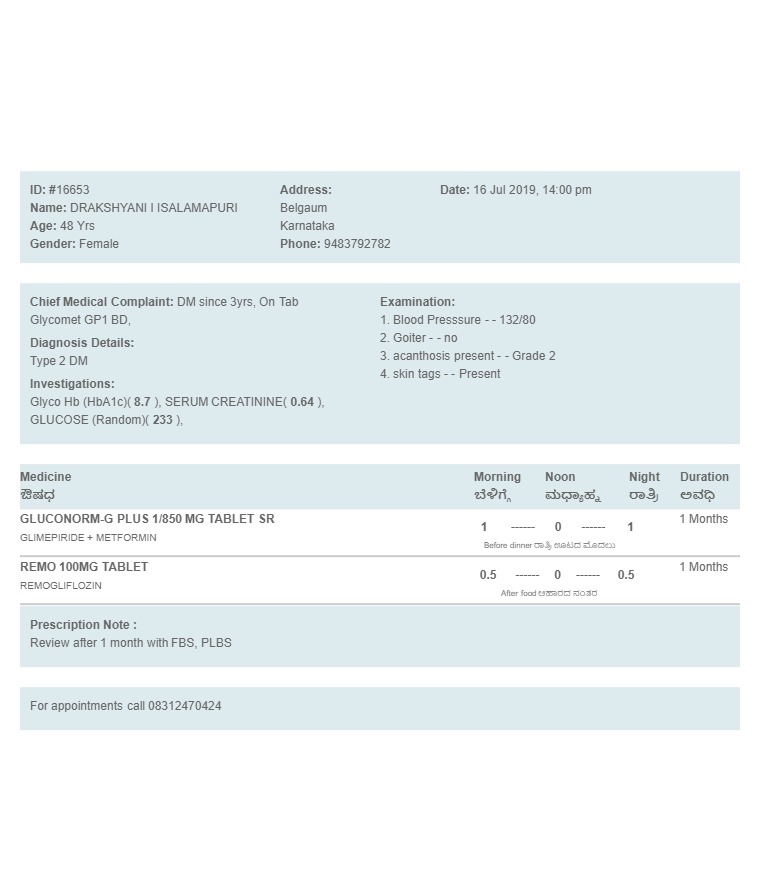 ID: #16653
Name: DRAKSHYANI I ISALAMAPURI
Age: 48 Yrs
Gender: Female
Address:
Belgaum
Karnataka
Phone: 9483792782
Date: 16 Jul 2019, 14:00 pm
Chief Medical Complaint: DM since 3yrs, On Tab
Glycomet GP1 BD,
Diagnosis Details:
Type 2 DM
Investigations:
Glyco Hb (HbA1c)( 8.7 ), SERUM CREATININE( 0.64 ),
GLUCOSE (Random)( 233 ),
Examination:
1. Blood Presssure - - 132/80
2. Goiter - - no
3. acanthosis present - - Grade 2
4. skin tags - - Present
Medicine Morning Noon Night Duration
ಔಷಧ ಬೆಳಿಗ್ಗೆ ಮಧ್ಯಾಹ್ನ ರಾತ್ರಿ ಅವಧಿ
GLUCONORM-G PLUS 1/850 MG TABLET SR 1 ------ 0 ------ 1 1 Months
GLIMEPIRIDE + METFORMIN Before dinner ರಾತ್ರಿ ಊಟದ ಮೊದಲು
REMO 100MG TABLET 0.5 ------ 0 ------ 0.5 1 Months
REMOGLIFLOZIN After food ಆಹಾರದ ನಂತರ
Prescription Note :
Review after 1 month with FBS, PLBS
For appointments call 08312470424